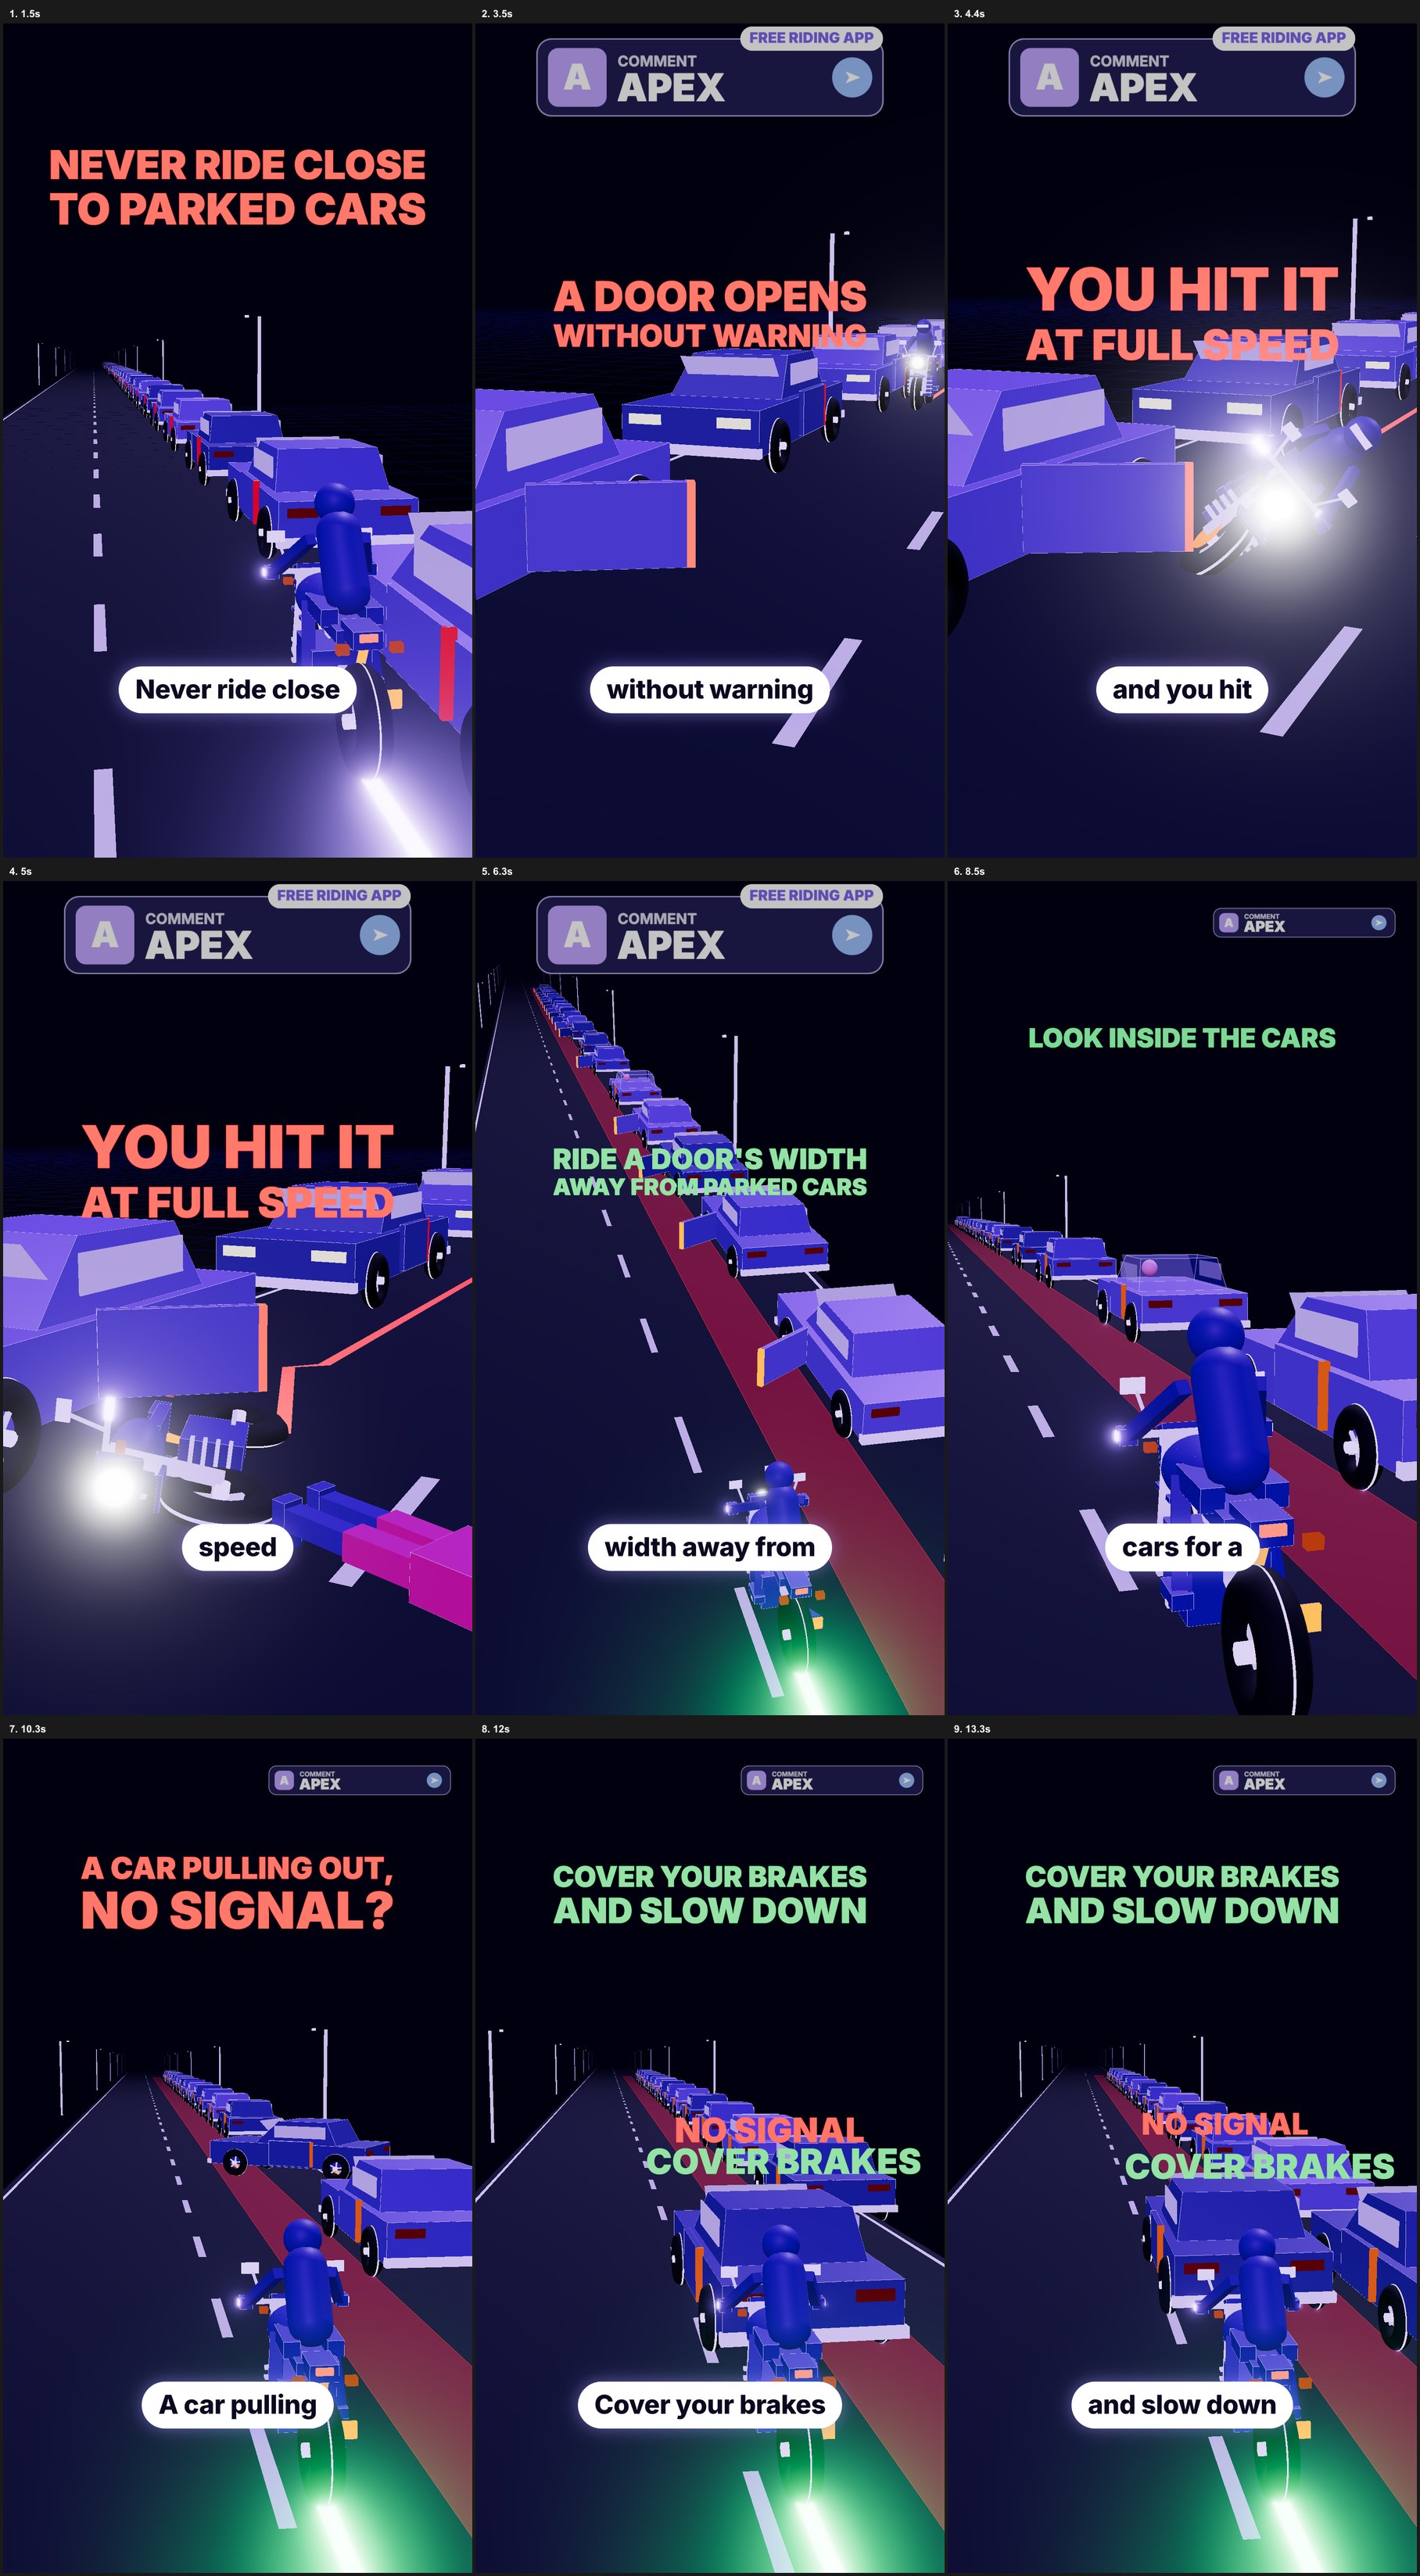 1. 1.5s
NEVER RIDE CLOSE
TO PARKED CARS
Never ride close
2. 3.5s
FREE RIDING APP
A
COMMENT
APEX
A DOOR OPENS
WITHOUT WARNING
without warning
3. 4.4s
FREE RIDING APP
A
COMMENT
APEX
YOU HIT IT
AT FULL SPEED
and you hit
4. 5s
FREE RIDING APP
A
COMMENT
APEX
YOU HIT IT
AT FULL SPEED
speed
5. 6.3s
FREE RIDING APP
A
COMMENT
APEX
RIDE A DOOR'S WIDTH
AWAY FROM PARKED CARS
width away from
6. 8.5s
A
COMMENT
APEX
LOOK INSIDE THE CARS
cars for a
7. 10.3s
A
COMMENT
APEX
A CAR PULLING OUT,
NO SIGNAL?
A car pulling
8. 12s
A
COMMENT
APEX
COVER YOUR BRAKES
AND SLOW DOWN
NO SIGNAL
COVER BRAKES
Cover your brakes
9. 13.3s
A
COMMENT
APEX
COVER YOUR BRAKES
AND SLOW DOWN
NO SIGNAL
COVER BRAKES
and slow down